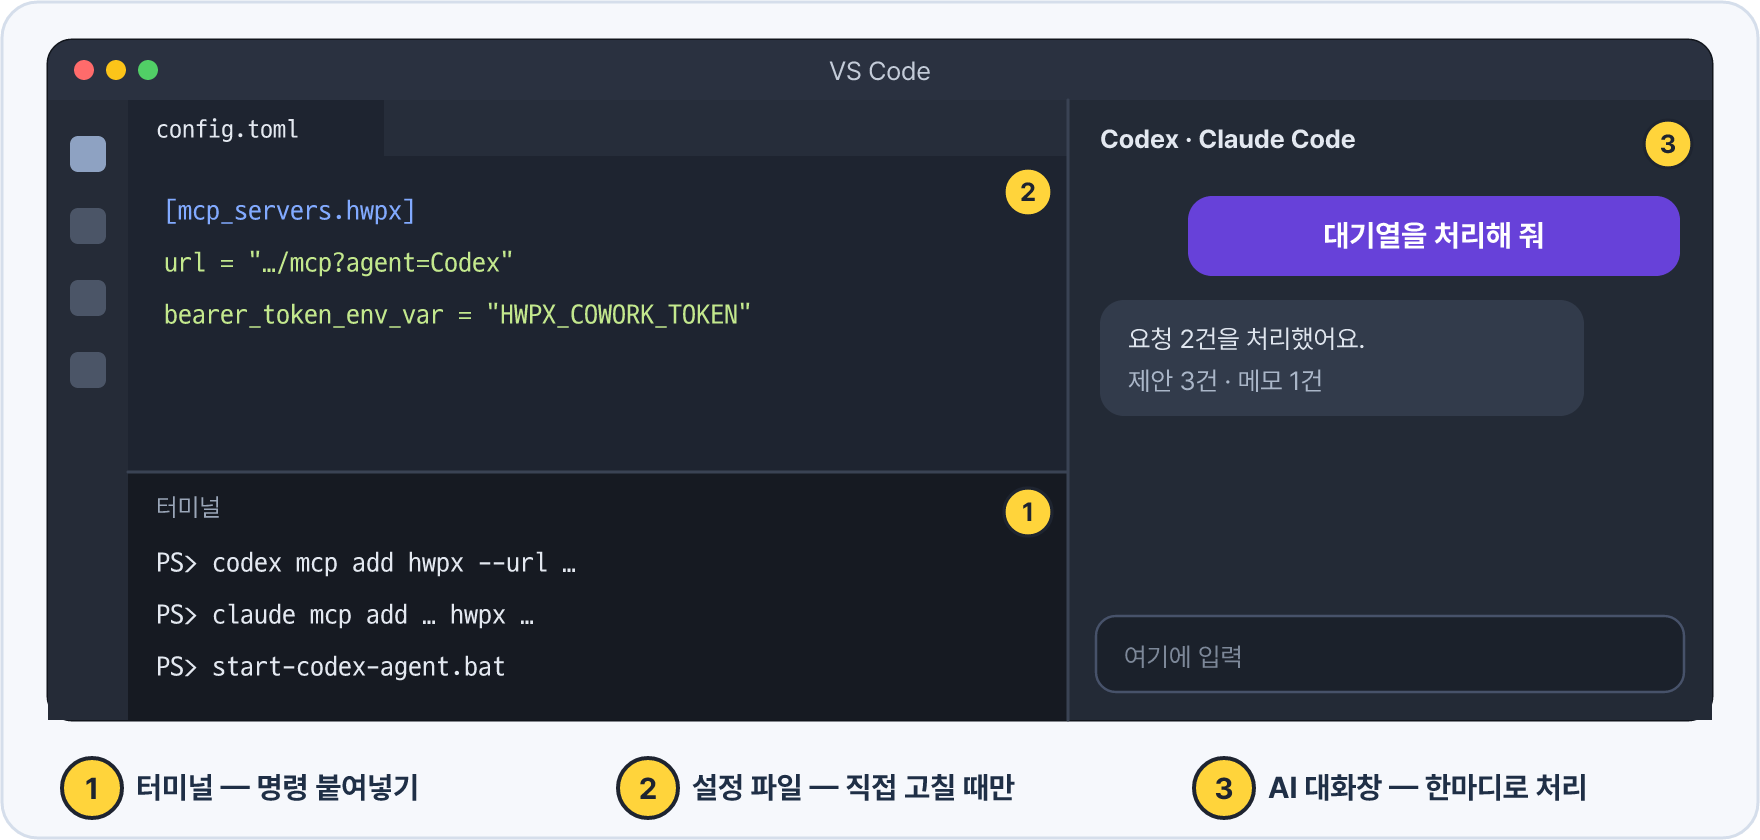 VS Code
config.toml
2
[mcp_servers.hwpx]
url = "…/mcp?agent=Codex"
bearer_token_env_var = "HWPX_COWORK_TOKEN"
터미널
1
PS> codex mcp add hwpx --url …
PS> claude mcp add … hwpx …
PS> start-codex-agent.bat
Codex · Claude Code
3
대기열을 처리해 줘
요청 2건을 처리했어요.
제안 3건 · 메모 1건
여기에 입력
1 터미널 — 명령 붙여넣기
2 설정 파일 — 직접 고칠 때만
3 AI 대화창 — 한마디로 처리